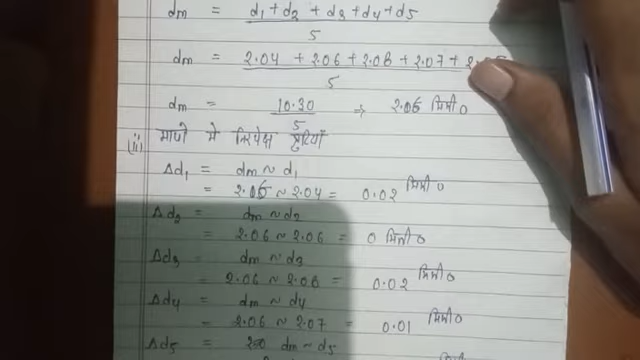 dm = d1 + d2 + d3 + d4 + d5
5
dm = 2.04 + 2.06 + 2.08 + 2.07 + 2.
5
dm = 10.30 ⇒ 2.06 मिमी०
5
(ii) मापो मे निरपेक्ष त्रुटियाँ
Δd1 = dm ~ d1
= 2.06 ~ 2.04 = 0.02 मिमी०
Δd2 = dm ~ d2
= 2.06 ~ 2.06 = 0 मिमी०
Δd3 = dm ~ d3
= 2.06 ~ 2.08 = 0.02 मिमी०
Δd4 = dm ~ d4
= 2.06 ~ 2.07 = 0.01 मिमी०
Δd5 = dm ~ d5